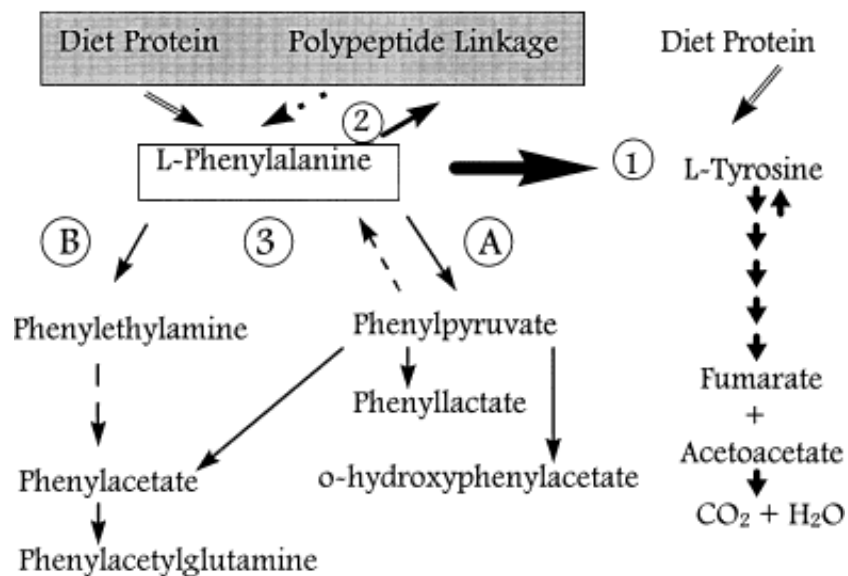 Diet Protein Polypeptide Linkage Diet Protein
2
L-Phenylalanine 1 L-Tyrosine
B 3 A
Phenylethylamine Phenylpyruvate
Fumarate
Phenyllactate +
Phenylacetate o-hydroxyphenylacetate Acetoacetate
CO₂ + H₂O
Phenylacetylglutamine